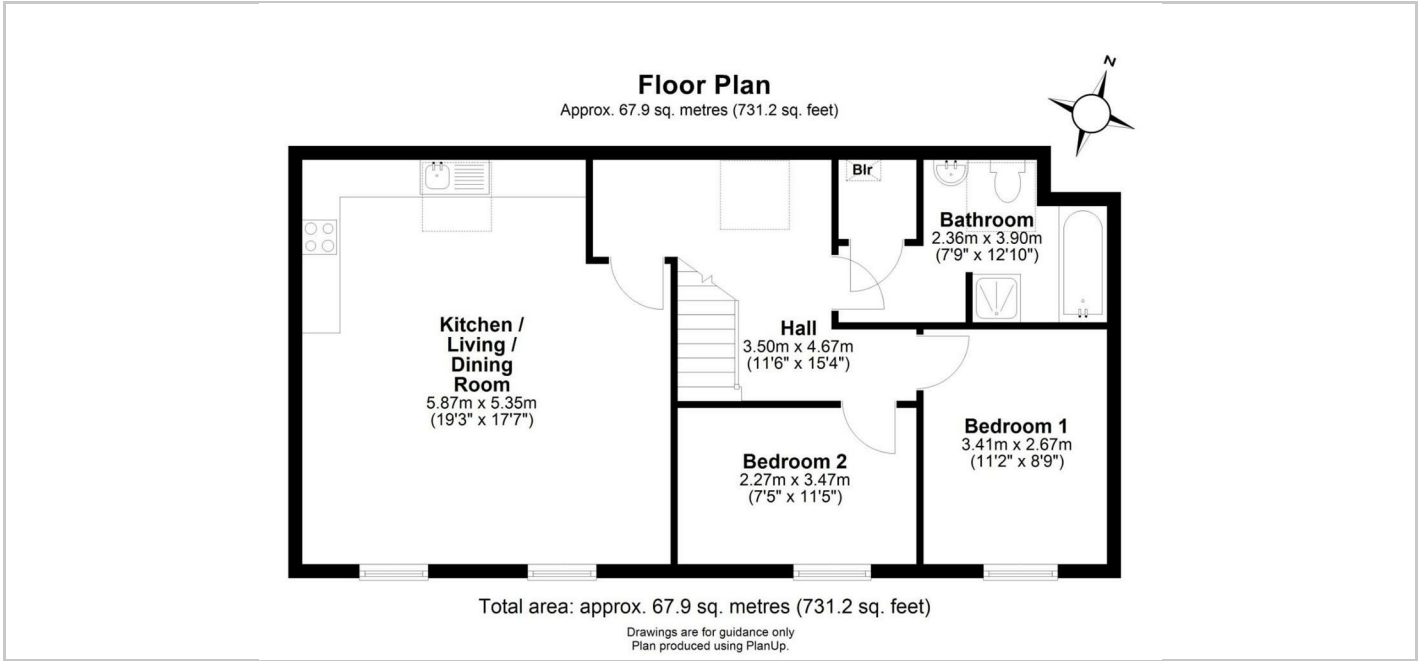 Floor Plan
Approx. 67.9 sq. metres (731.2 sq. feet)
N
Blr
Bathroom
2.36m x 3.90m
(7'9" x 12'10")
Kitchen /
Living /
Dining
Room
5.87m x 5.35m
(19'3" x 17'7")
Hall
3.50m x 4.67m
(11'6" x 15'4")
Bedroom 1
3.41m x 2.67m
(11'2" x 8'9")
Bedroom 2
2.27m x 3.47m
(7'5" x 11'5")
Total area: approx. 67.9 sq. metres (731.2 sq. feet)
Drawings are for guidance only
Plan produced using PlanUp.